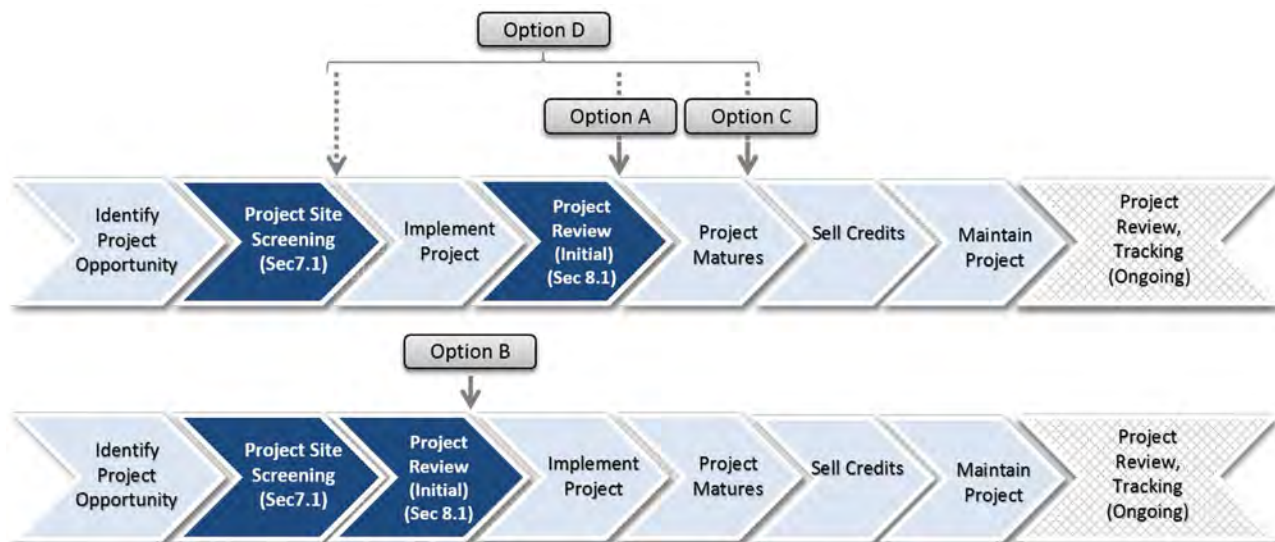 Option D
Option A
Option C
Identify
Project
Opportunity
Project Site
Screening
(Sec7.1)
Implement
Project
Project
Review
(Initial)
(Sec 8.1)
Project
Matures
Sell Credits
Maintain
Project
Project
Review,
Tracking
(Ongoing)
Option B
Identify
Project
Opportunity
Project Site
Screening
(Sec7.1)
Project
Review
(Initial)
(Sec 8.1)
Implement
Project
Project
Matures
Sell Credits
Maintain
Project
Project
Review,
Tracking
(Ongoing)